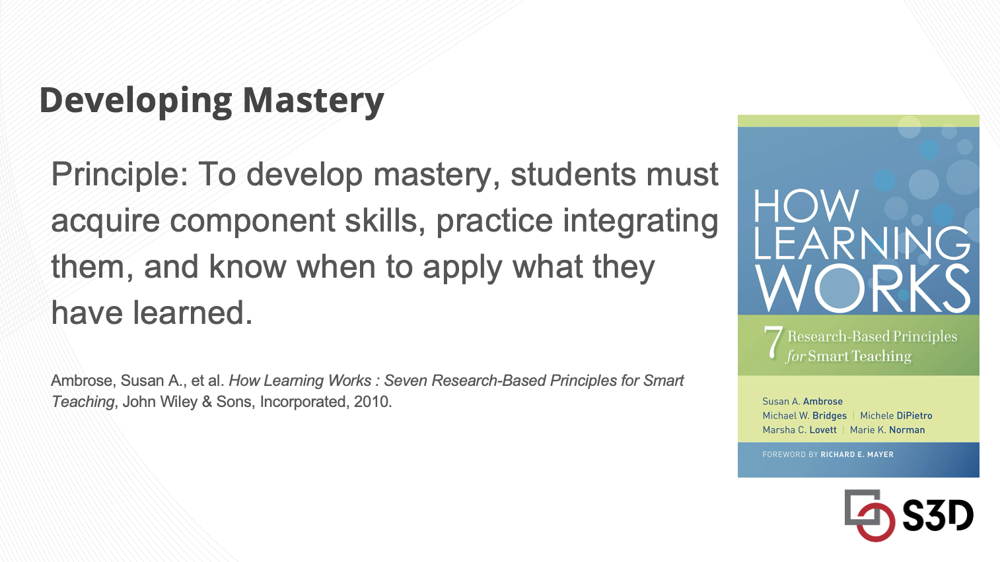 Developing Mastery
Principle: To develop mastery, students must
acquire component skills, practice integrating
them, and know when to apply what they
have learned.
Ambrose, Susan A., et al. How Learning Works : Seven Research-Based Principles for Smart
Teaching, John Wiley & Sons, Incorporated, 2010.
HOW
LEARNING
WORKS
7 Research-Based Principles
for Smart Teaching
Susan A. Ambrose
Michael W. Bridges | Michele DiPietro
Marsha C. Lovett | Marie K. Norman
FOREWORD BY RICHARD E. MAYER
S3D